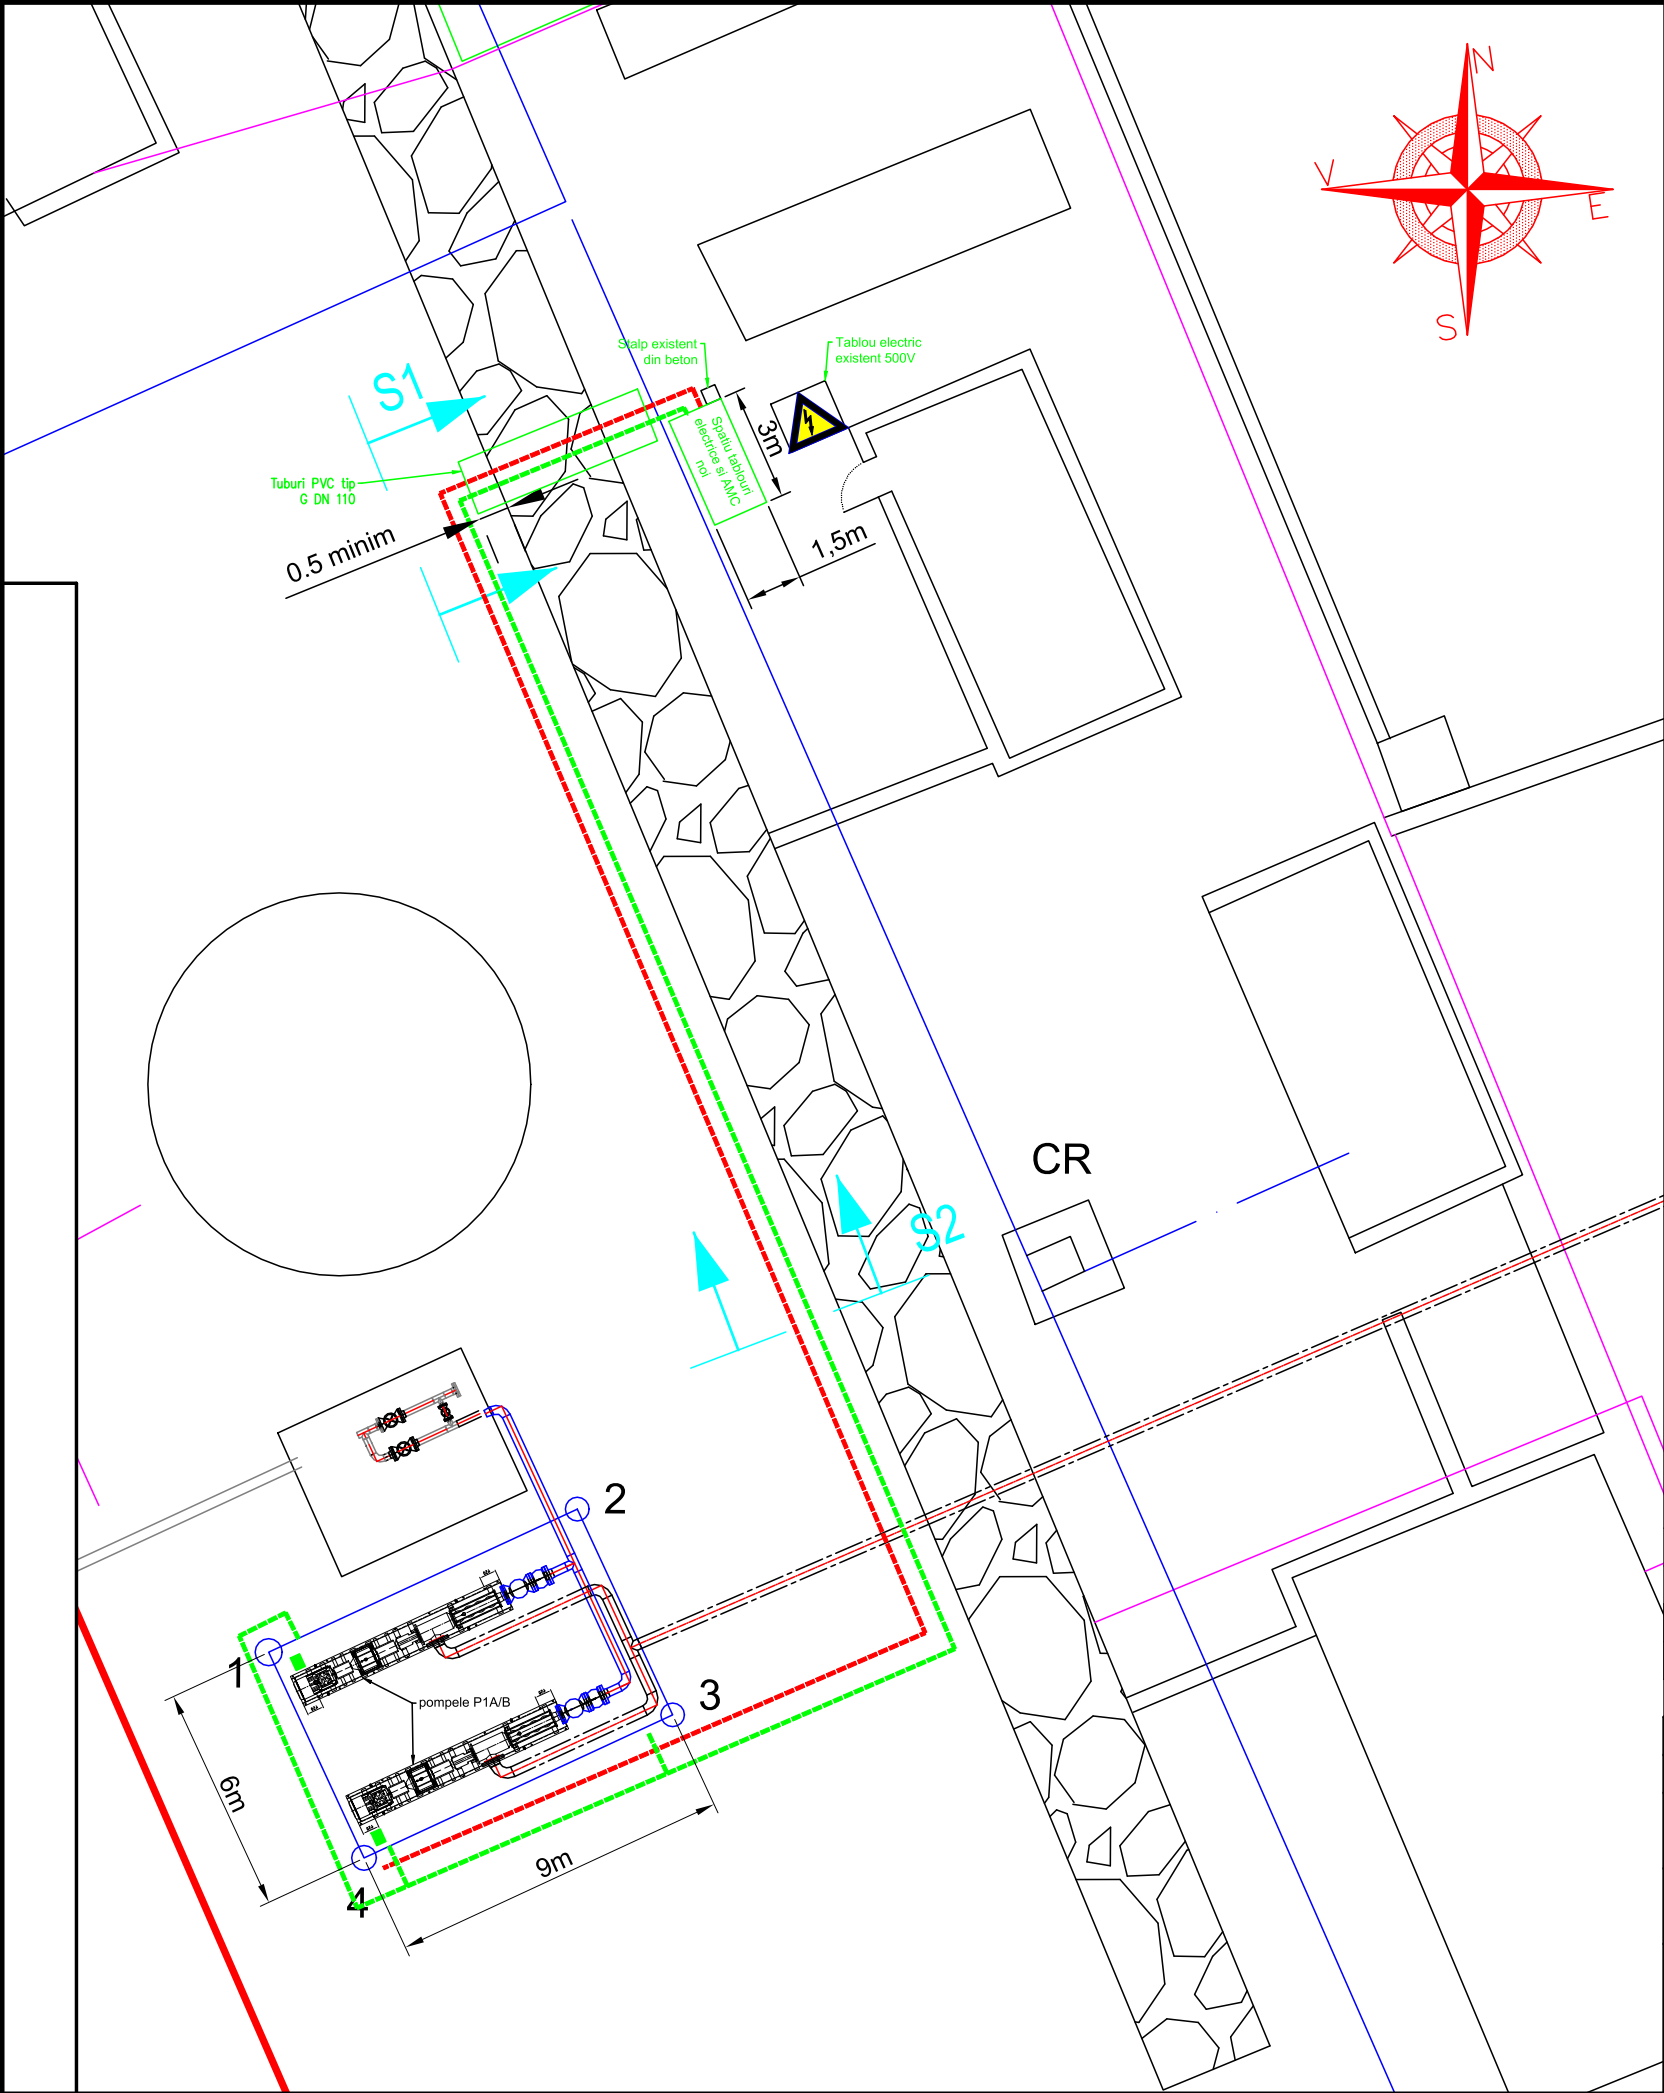 N
V
E
S
Stalp existent
din beton
Tablou electric
existent 500V
S1
Spatiu tablouri
electrice si AMC
noi
3m
Tuburi PVC tip
G DN 110
0.5 minim
1,5m
CR
S2
2
1
pompele P1A/B
3
6m
9m
4